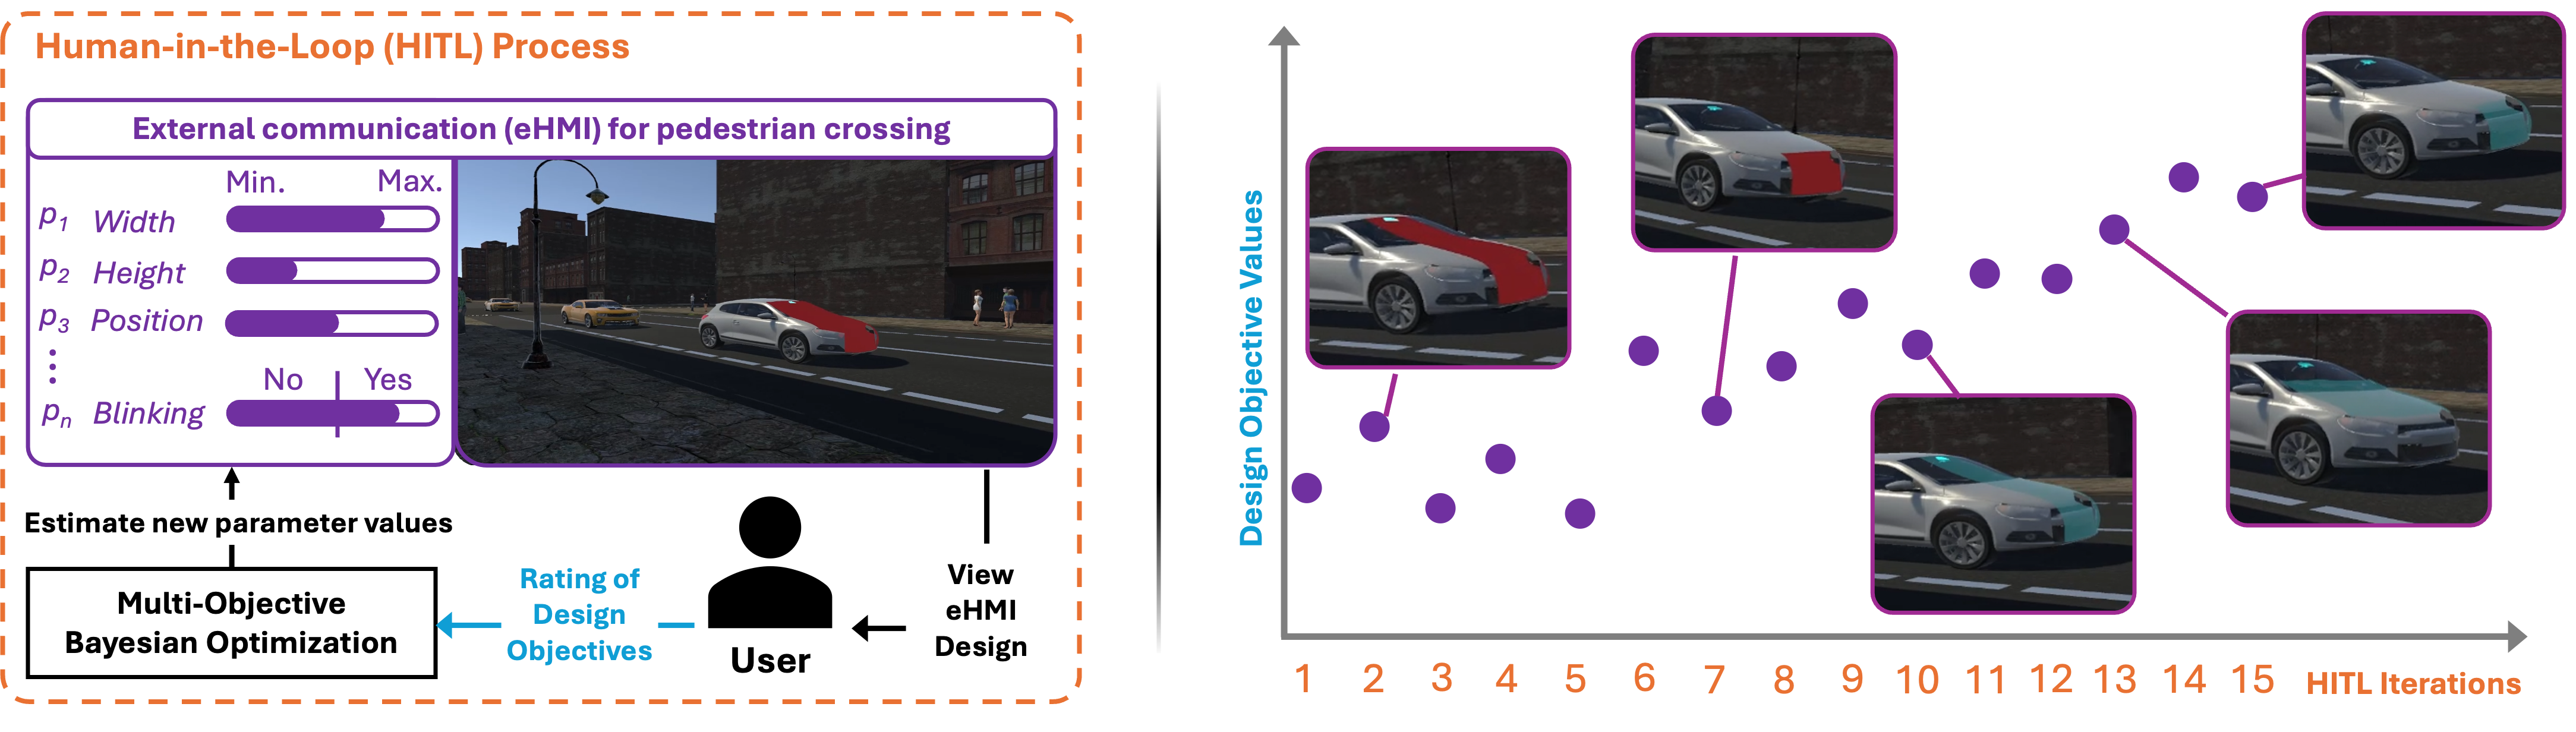 Human-in-the-Loop (HITL) Process
External communication (eHMI) for pedestrian crossing
Min. Max.
p1 Width
p2 Height
p3 Position
No Yes
pn Blinking
Estimate new parameter values
Multi-Objective
Bayesian Optimization
Rating of
Design
Objectives
User
View
eHMI
Design
Design Objective Values
1 2 3 4 5 6 7 8 9 10 11 12 13 14 15 HITL Iterations